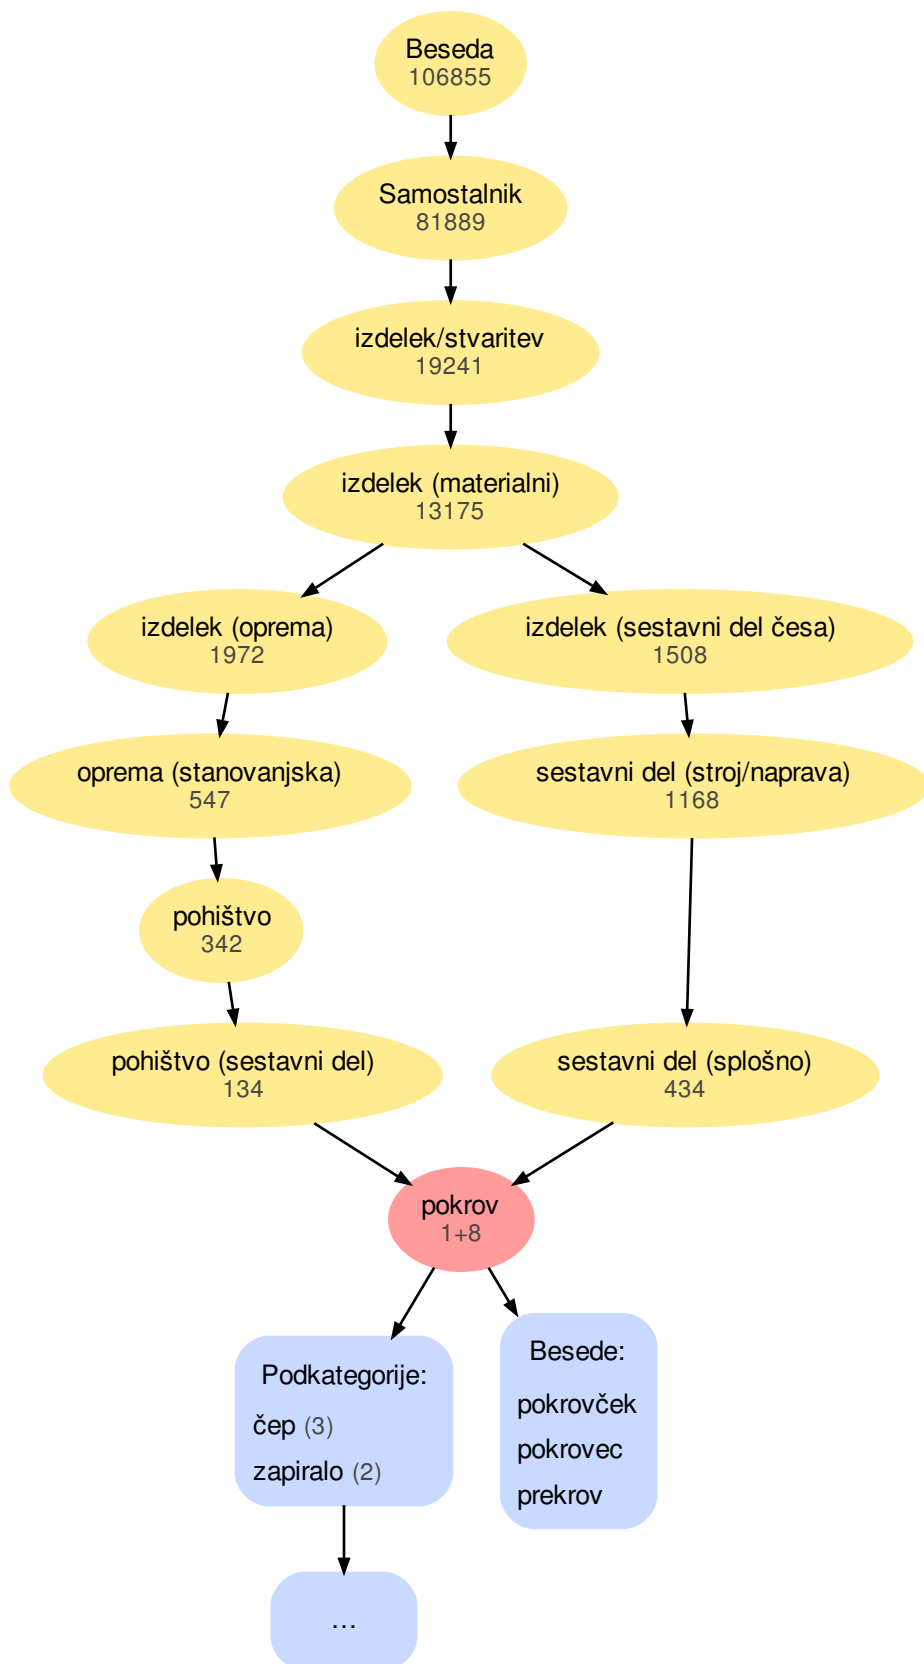 Beseda
106855
Samostalnik
81889
izdelek/stvaritev
19241
izdelek (materialni)
13175
izdelek (oprema)
1972
izdelek (sestavni del česa)
1508
oprema (stanovanjska)
547
sestavni del (stroj/naprava)
1168
pohištvo
342
pohištvo (sestavni del)
134
sestavni del (splošno)
434
pokrov
1+8
Podkategorije:
čep (3)
zapiralo (2)
Besede:
pokrovček
pokrovec
prekrov
...